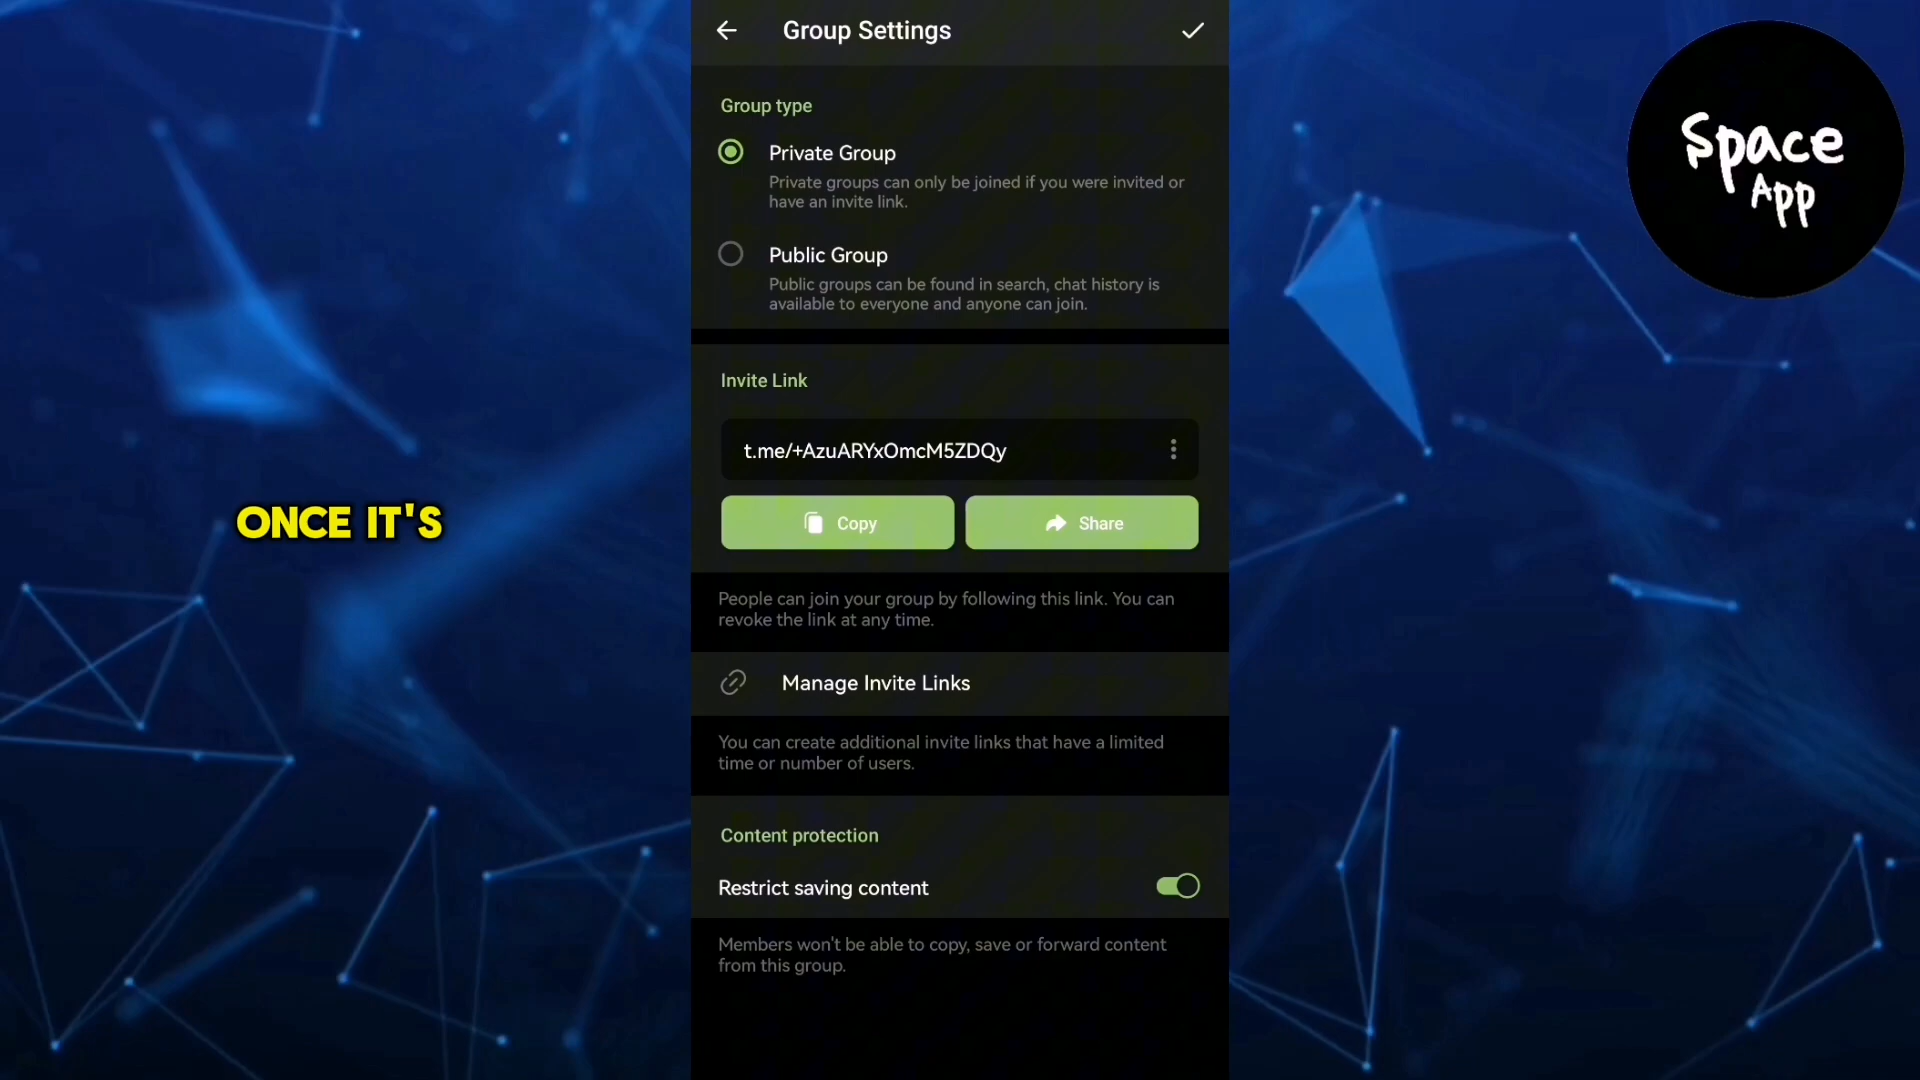 Group Settings
Group type
Private Group
Private groups can only be joined if you were invited or
have an invite link.
Public Group
Public groups can be found in search, chat history is
available to everyone and anyone can join.
Invite Link
t.me/+AzuARYxOmcM5ZDQy
Copy
Share
People can join your group by following this link. You can
revoke the link at any time.
Manage Invite Links
You can create additional invite links that have a limited
time or number of users.
Content protection
Restrict saving content
Members won't be able to copy, save or forward content
from this group.
ONCE IT'S
Space
App